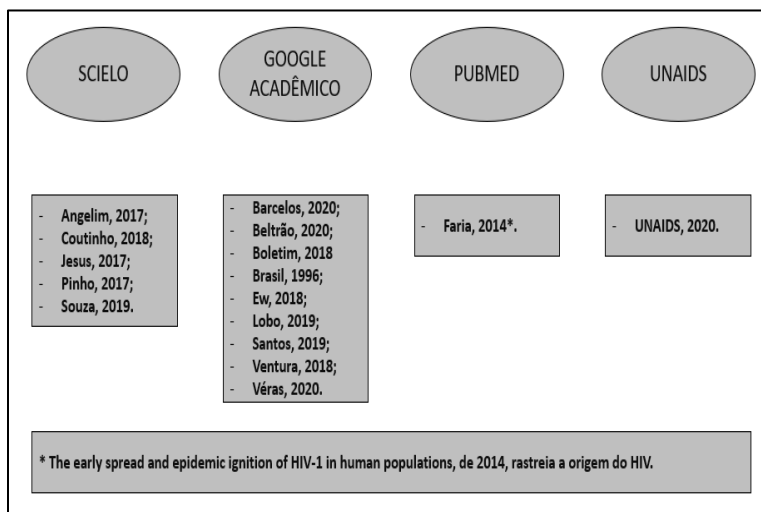 SCIELO
GOOGLE
ACADÊMICO
PUBMED
UNAIDS
- Angelim, 2017;
- Coutinho, 2018;
- Jesus, 2017;
- Pinho, 2017;
- Souza, 2019.
- Barcelos, 2020;
- Beltrão, 2020;
- Boletim, 2018
- Brasil, 1996;
- Ew, 2018;
- Lobo, 2019;
- Santos, 2019;
- Ventura, 2018;
- Véras, 2020.
- Faria, 2014*.
- UNAIDS, 2020.
* The early spread and epidemic ignition of HIV-1 in human populations, de 2014, rastreia a origem do HIV.